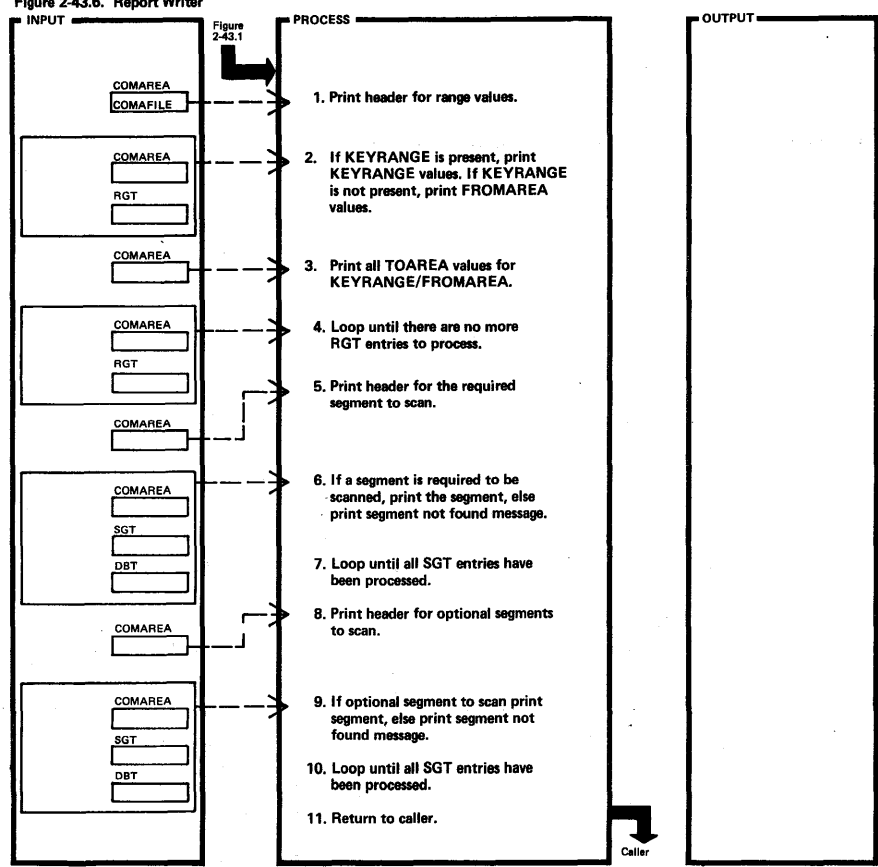 Figure 2-43.6. Report Writer
INPUT
Figure
2-43.1
PROCESS
OUTPUT
COMAREA
COMAFILE
1. Print header for range values.
COMAREA
RGT
2. If KEYRANGE is present, print
KEYRANGE values. If KEYRANGE
is not present, print FROMAREA
values.
COMAREA
3. Print all TOAREA values for
KEYRANGE/FROMAREA.
COMAREA
RGT
4. Loop until there are no more
RGT entries to process.
5. Print header for the required
segment to scan.
COMAREA
COMAREA
SGT
DBT
6. If a segment is required to be
scanned, print the segment, else
print segment not found message.
7. Loop until all SGT entries have
been processed.
8. Print header for optional segments
to scan.
COMAREA
COMAREA
SGT
DBT
9. If optional segment to scan print
segment, else print segment not
found message.
10. Loop until all SGT entries have
been processed.
11. Return to caller.
Caller